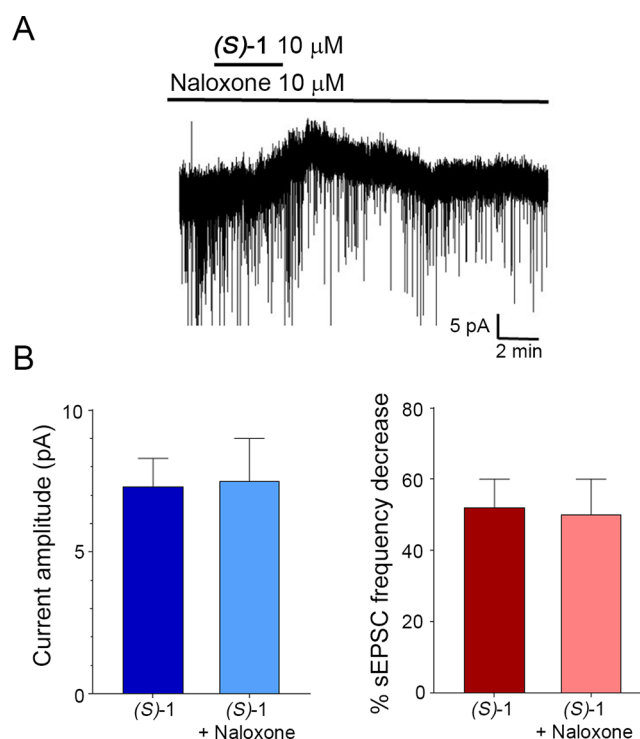 A
(S)-1 10 μM
Naloxone 10 μM
5 pA
2 min
B
Current amplitude (pA)
10
5
0
(S)-1
(S)-1
+ Naloxone
% sEPSC frequency decrease
80
60
40
20
0
(S)-1
(S)-1
+ Naloxone